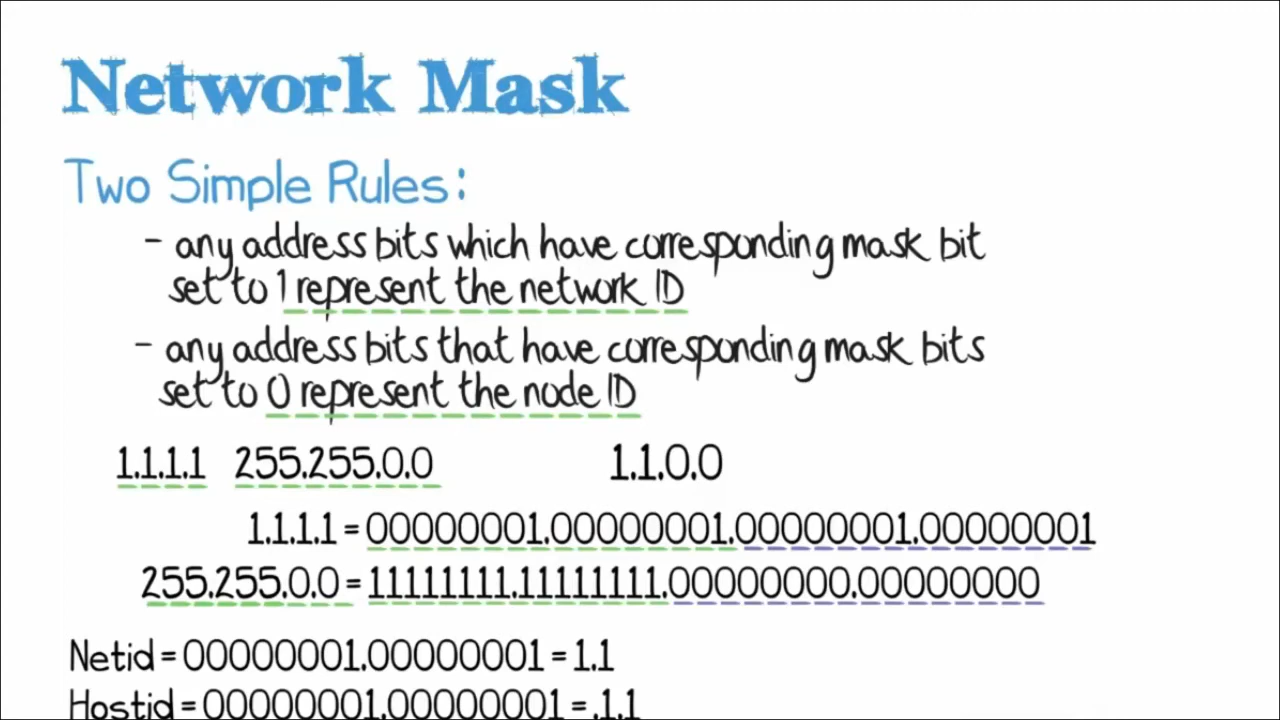 Network Mask
Two Simple Rules:
- any address bits which have corresponding mask bit
set to 1 represent the network ID
- any address bits that have corresponding mask bits
set to 0 represent the node ID
1.1.1.1 255.255.0.0 1.1.0.0
1.1.1.1 = 00000001.00000001.00000001.00000001
255.255.0.0 = 11111111.11111111.00000000.00000000
Netid = 00000001.00000001 = 1.1
Hostid = 00000001.00000001 = .1.1